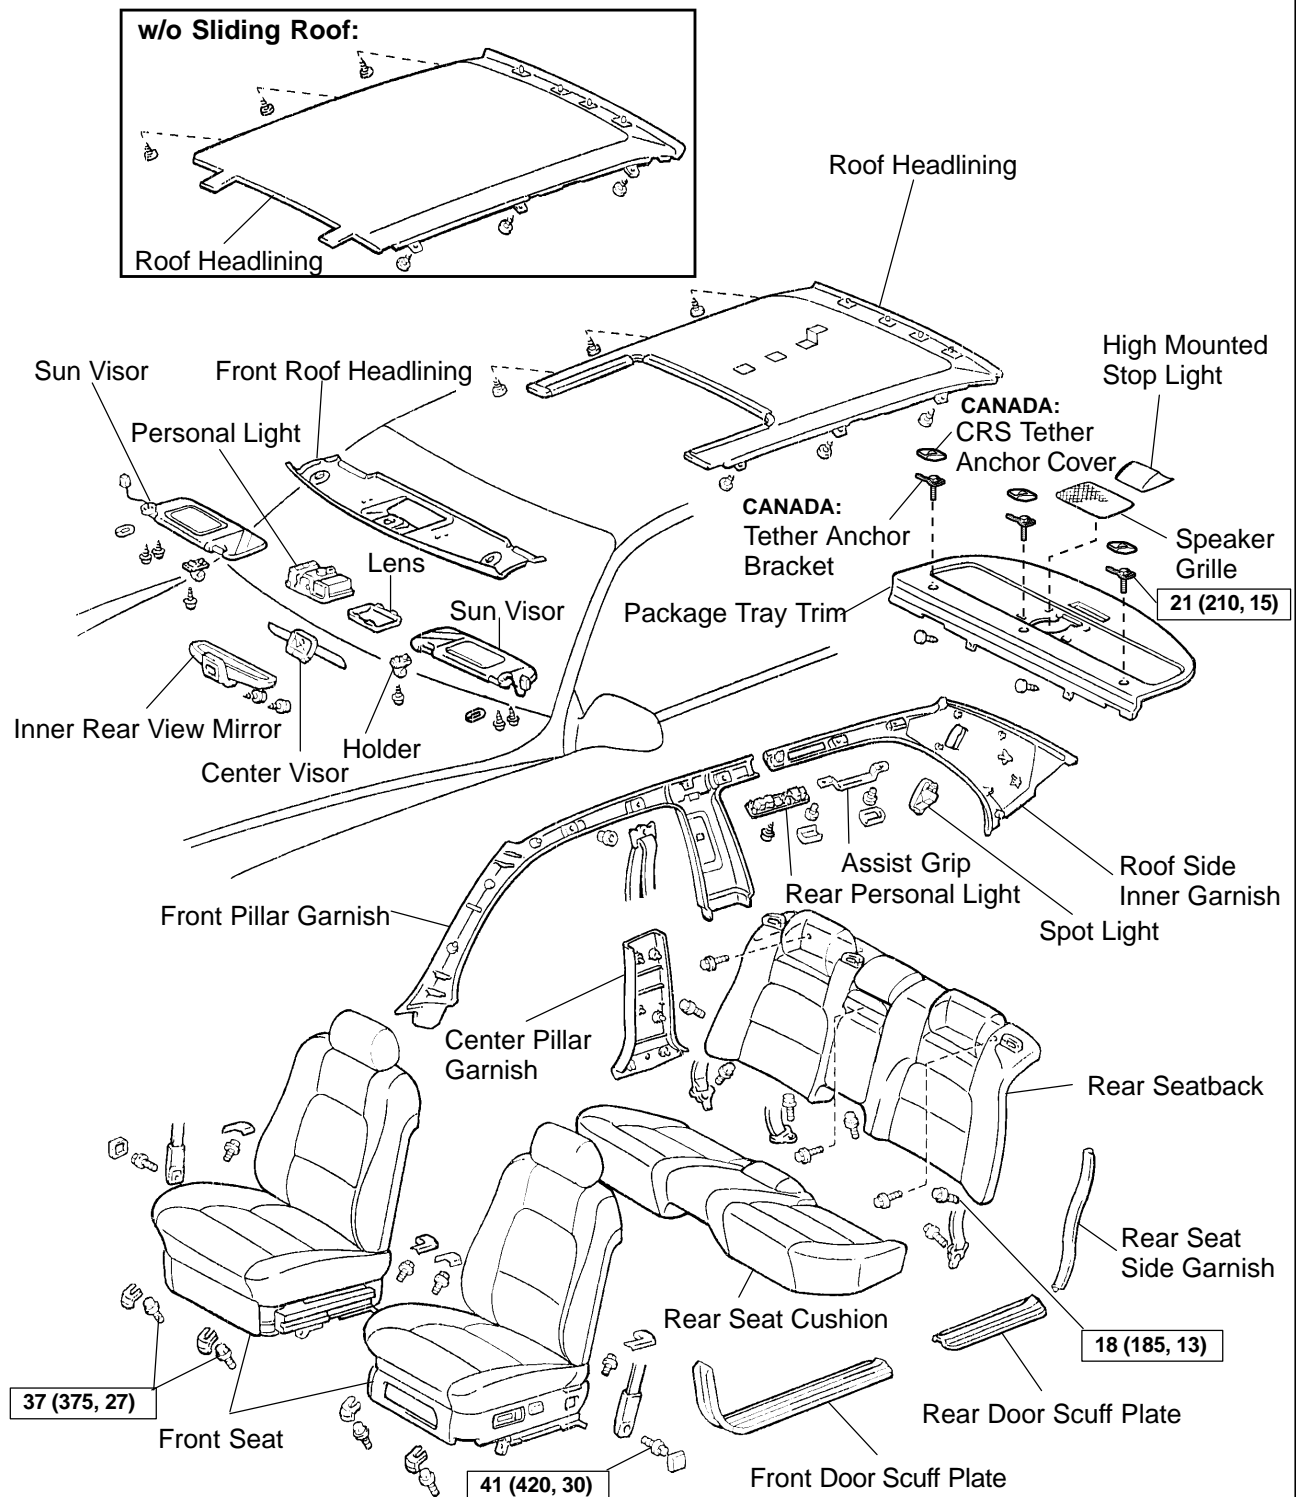 w/o Sliding Roof:
Roof Headlining
Roof Headlining
Sun Visor
Front Roof Headlining
High Mounted
Stop Light
Personal Light
CANADA:
CRS Tether
Anchor Cover
CANADA:
Tether Anchor
Bracket
Lens
Speaker
Grille
Sun Visor
Package Tray Trim
21 (210, 15)
Inner Rear View Mirror
Holder
Center Visor
Assist Grip
Rear Personal Light
Roof Side
Inner Garnish
Front Pillar Garnish
Spot Light
Center Pillar
Garnish
Rear Seatback
Rear Seat
Side Garnish
Rear Seat Cushion
18 (185, 13)
37 (375, 27)
Front Seat
Rear Door Scuff Plate
41 (420, 30)
Front Door Scuff Plate